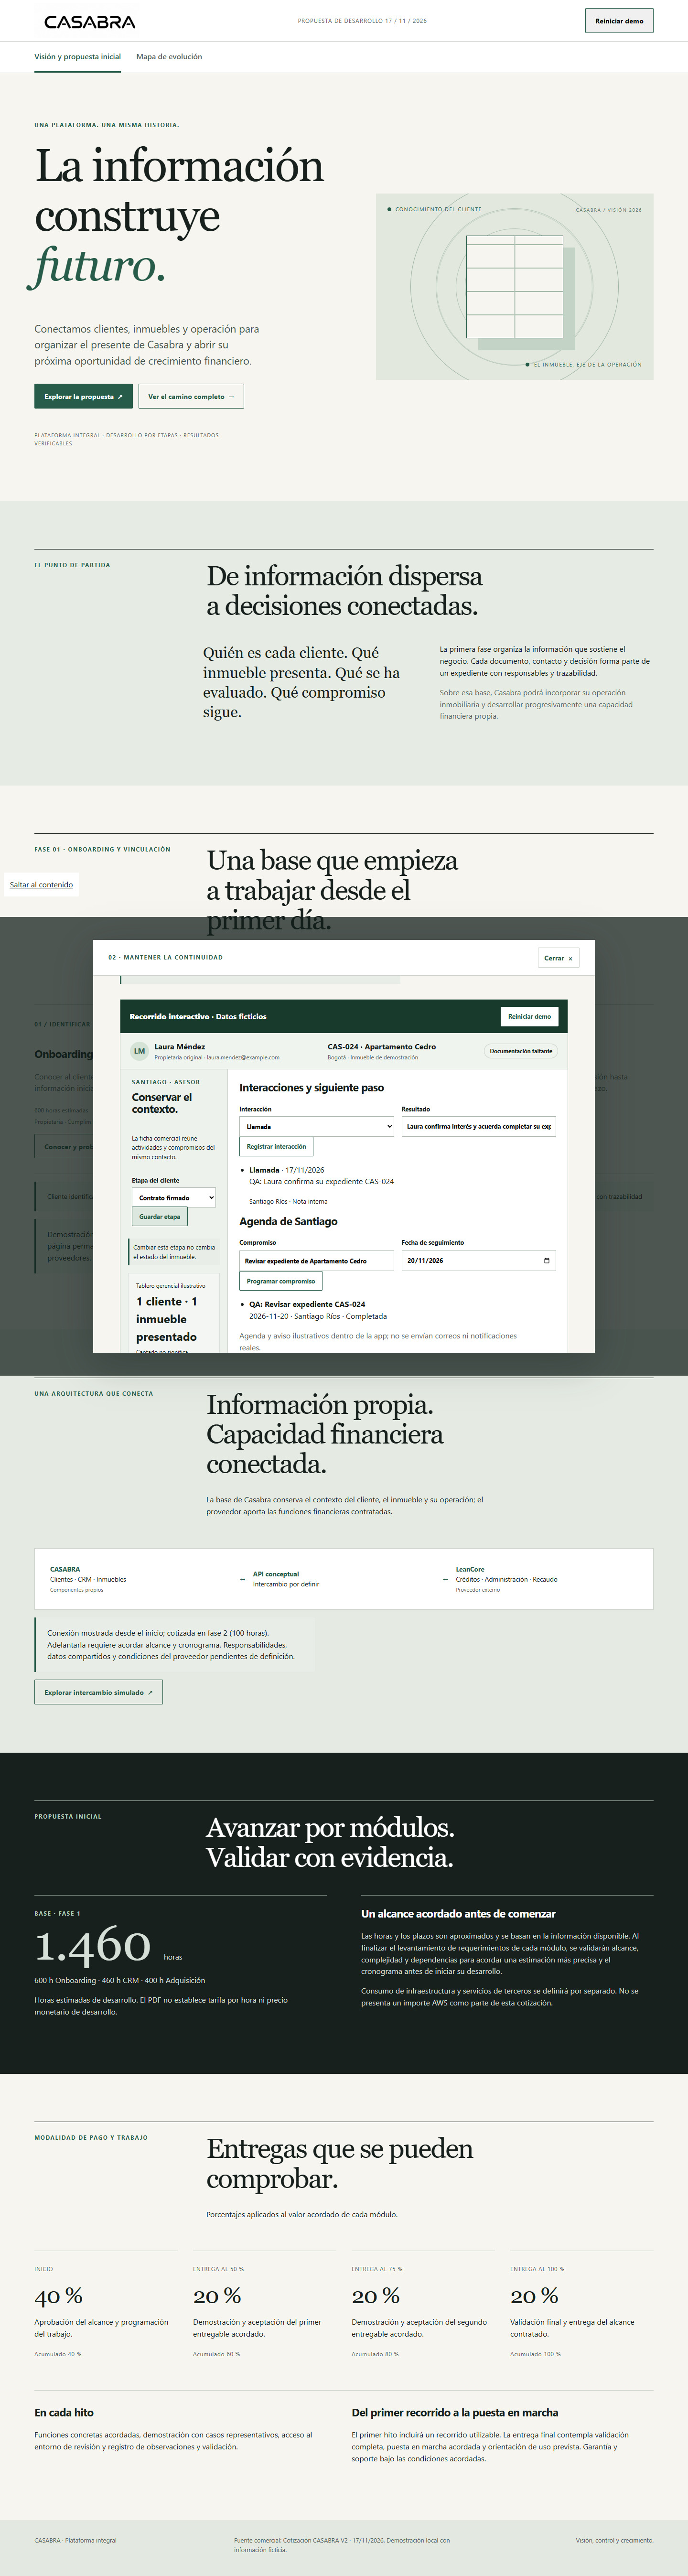 CASABRA
PROPUESTA DE DESARROLLO 17 / 11 / 2026
Reiniciar demo
Visión y propuesta inicial
Mapa de evolución
UNA PLATAFORMA. UNA MISMA HISTORIA.
La información
construye
futuro.
CONOCIMIENTO DEL CLIENTE
CASABRA / VISIÓN 2026
EL INMUEBLE, EJE DE LA OPERACIÓN
Conectamos clientes, inmuebles y operación para
organizar el presente de Casabra y abrir su
próxima oportunidad de crecimiento financiero.
Explorar la propuesta ↗
Ver el camino completo →
PLATAFORMA INTEGRAL · DESARROLLO POR ETAPAS · RESULTADOS
VERIFICABLES
EL PUNTO DE PARTIDA
De información dispersa
a decisiones conectadas.
Quién es cada cliente. Qué
inmueble presenta. Qué se ha
evaluado. Qué compromiso
sigue.
La primera fase organiza la información que sostiene el
negocio. Cada documento, contacto y decisión forma parte de
un expediente con responsables y trazabilidad.
Sobre esa base, Casabra podrá incorporar su operación
inmobiliaria y desarrollar progresivamente una capacidad
financiera propia.
FASE 01 · ONBOARDING Y VINCULACIÓN
Una base que empieza
a trabajar desde el
primer día.
Saltar al contenido
02 · MANTENER LA CONTINUIDAD
Cerrar ×
01 / IDENTIFICAR
Onboarding
Conocer al cliente
información inicia
600 horas estimadas
Propietaria · Cumplim
Conocer y prob
Cliente identific
con trazabilidad
Demostración
página perma
proveedores.
Recorrido interactivo · Datos ficticios
Reiniciar demo
LM
Laura Méndez
Propietaria original · laura.mendez@example.com
CAS-024 · Apartamento Cedro
Bogotá · Inmueble de demostración
Documentación faltante
SANTIAGO · ASESOR
Conservar el
contexto.
La ficha comercial reúne
actividades y compromisos del
mismo contacto.
Etapa del cliente
Contrato firmado
Guardar etapa
Cambiar esta etapa no cambia
el estado del inmueble.
Tablero gerencial ilustrativo
1 cliente · 1
inmueble
presentado
Captado no significa
Interacciones y siguiente paso
Interacción
Resultado
Llamada
Laura confirma interés y acuerda completar su exp
Registrar interacción
Llamada · 17/11/2026
QA: Laura confirma su expediente CAS-024
Santiago Ríos · Nota interna
Agenda de Santiago
Compromiso
Fecha de seguimiento
Revisar expediente de Apartamento Cedro
20/11/2026
Programar compromiso
QA: Revisar expediente CAS-024
2026-11-20 · Santiago Ríos · Completada
Agenda y aviso ilustrativos dentro de la app; no se envían correos ni notificaciones
reales.
UNA ARQUITECTURA QUE CONECTA
Información propia.
Capacidad financiera
conectada.
La base de Casabra conserva el contexto del cliente, el inmueble y su operación; el
proveedor aporta las funciones financieras contratadas.
CASABRA
Clientes · CRM · Inmuebles
Componentes propios
↔
API conceptual
Intercambio por definir
↔
LeanCore
Créditos · Administración · Recaudo
Proveedor externo
Conexión mostrada desde el inicio; cotizada en fase 2 (100 horas).
Adelantarla requiere acordar alcance y cronograma. Responsabilidades,
datos compartidos y condiciones del proveedor pendientes de definición.
Explorar intercambio simulado ↗
PROPUESTA INICIAL
Avanzar por módulos.
Validar con evidencia.
BASE · FASE 1
1.460 horas
600 h Onboarding · 460 h CRM · 400 h Adquisición
Horas estimadas de desarrollo. El PDF no establece tarifa por hora ni precio
monetario de desarrollo.
Un alcance acordado antes de comenzar
Las horas y los plazos son aproximados y se basan en la información disponible. Al
finalizar el levantamiento de requerimientos de cada módulo, se validarán alcance,
complejidad y dependencias para acordar una estimación más precisa y el
cronograma antes de iniciar su desarrollo.
Consumo de infraestructura y servicios de terceros se definirá por separado. No se
presenta un importe AWS como parte de esta cotización.
MODALIDAD DE PAGO Y TRABAJO
Entregas que se pueden
comprobar.
Porcentajes aplicados al valor acordado de cada módulo.
INICIO
40 %
Aprobación del alcance y programación
del trabajo.
Acumulado 40 %
ENTREGA AL 50 %
20 %
Demostración y aceptación del primer
entregable acordado.
Acumulado 60 %
ENTREGA AL 75 %
20 %
Demostración y aceptación del segundo
entregable acordado.
Acumulado 80 %
ENTREGA AL 100 %
20 %
Validación final y entrega del alcance
contratado.
Acumulado 100 %
En cada hito
Funciones concretas acordadas, demostración con casos representativos, acceso al
entorno de revisión y registro de observaciones y validación.
Del primer recorrido a la puesta en marcha
El primer hito incluirá un recorrido utilizable. La entrega final contempla validación
completa, puesta en marcha acordada y orientación de uso prevista. Garantía y
soporte bajo las condiciones acordadas.
CASABRA · Plataforma integral
Fuente comercial: Cotización CASABRA V2 · 17/11/2026. Demostración local con
información ficticia.
Visión, control y crecimiento.